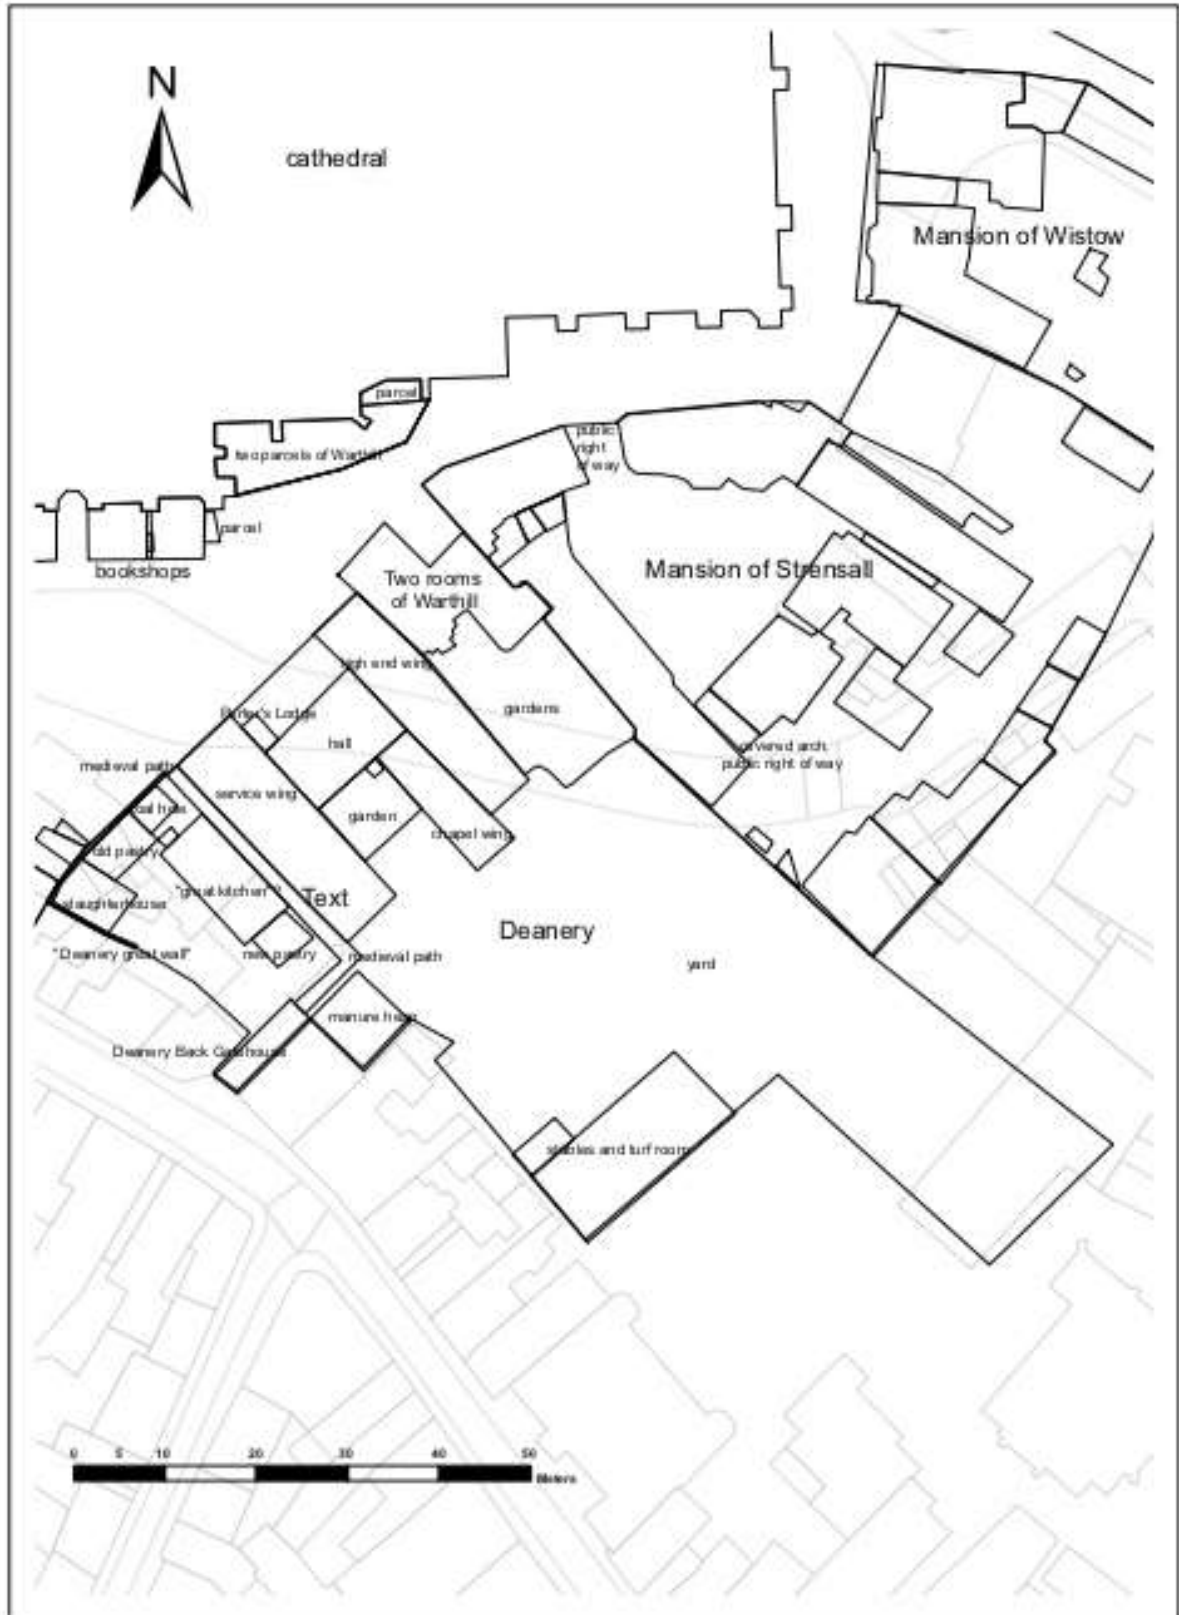 N
cathedral
Mansion of Wistow
parcel
two parcels of Warthill
public
right
of way
parcel
bookshops
Two rooms
of Warthill
Mansion of Strensall
high end wing
gardens
Porter's Lodge
hall
covered arch,
public right of way
medieval path
service wing
garden
chapel wing
old pastry
"great kitchen"?
Text
slaughterhouse
Deanery
"Deanery great wall"
new pastry
medieval path
yard
manure heap
Deanery Back Gatehouse
stables and turf room
0 5 10 20 30 40 50
Meters